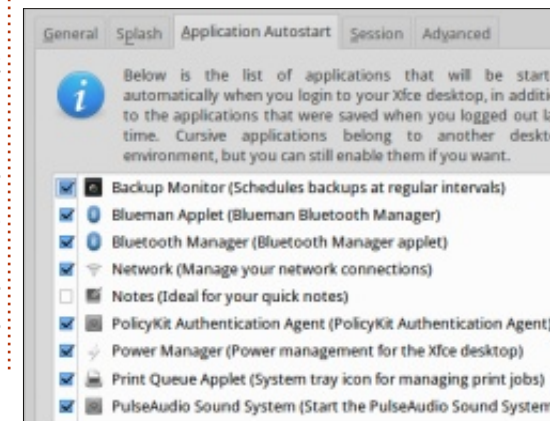 General Splash Application Autostart Session Advanced
Below is the list of applications that will be start
automatically when you login to your Xfce desktop, in additi
to the applications that were saved when you logged out la
time. Cursive applications belong to another deskt
environment, but you can still enable them if you want.
Backup Monitor (Schedules backups at regular intervals)
Blueman Applet (Blueman Bluetooth Manager)
Bluetooth Manager (Bluetooth Manager applet)
Network (Manage your network connections)
Notes (Ideal for your quick notes)
PolicyKit Authentication Agent (PolicyKit Authentication Agent)
Power Manager (Power management for the Xfce desktop)
Print Queue Applet (System tray icon for managing print jobs)
PulseAudio Sound System (Start the PulseAudio Sound System